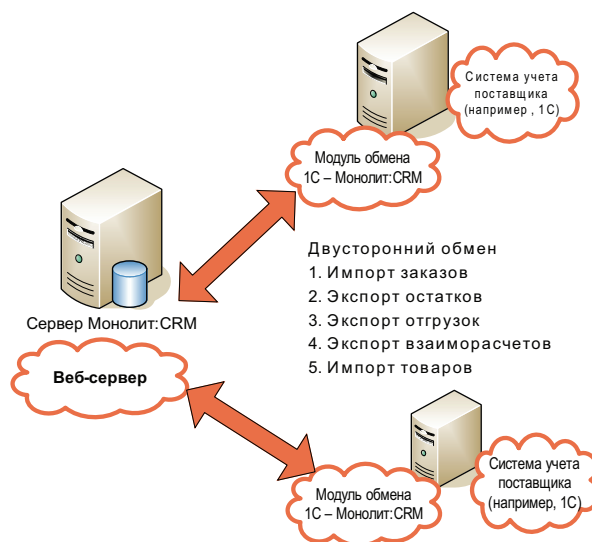 Система учета
поставщика
(например , 1С)
Модуль обмена
1С – Монолит:CRM
Двусторонний обмен
1. Импорт заказов
2. Экспорт остатков
3. Экспорт отгрузок
4. Экспорт взаиморасчетов
5. Импорт товаров
Сервер Монолит:CRM
Веб-сервер
Система учета
поставщика
(например, 1С)
Модуль обмена
1С – Монолит:CRM